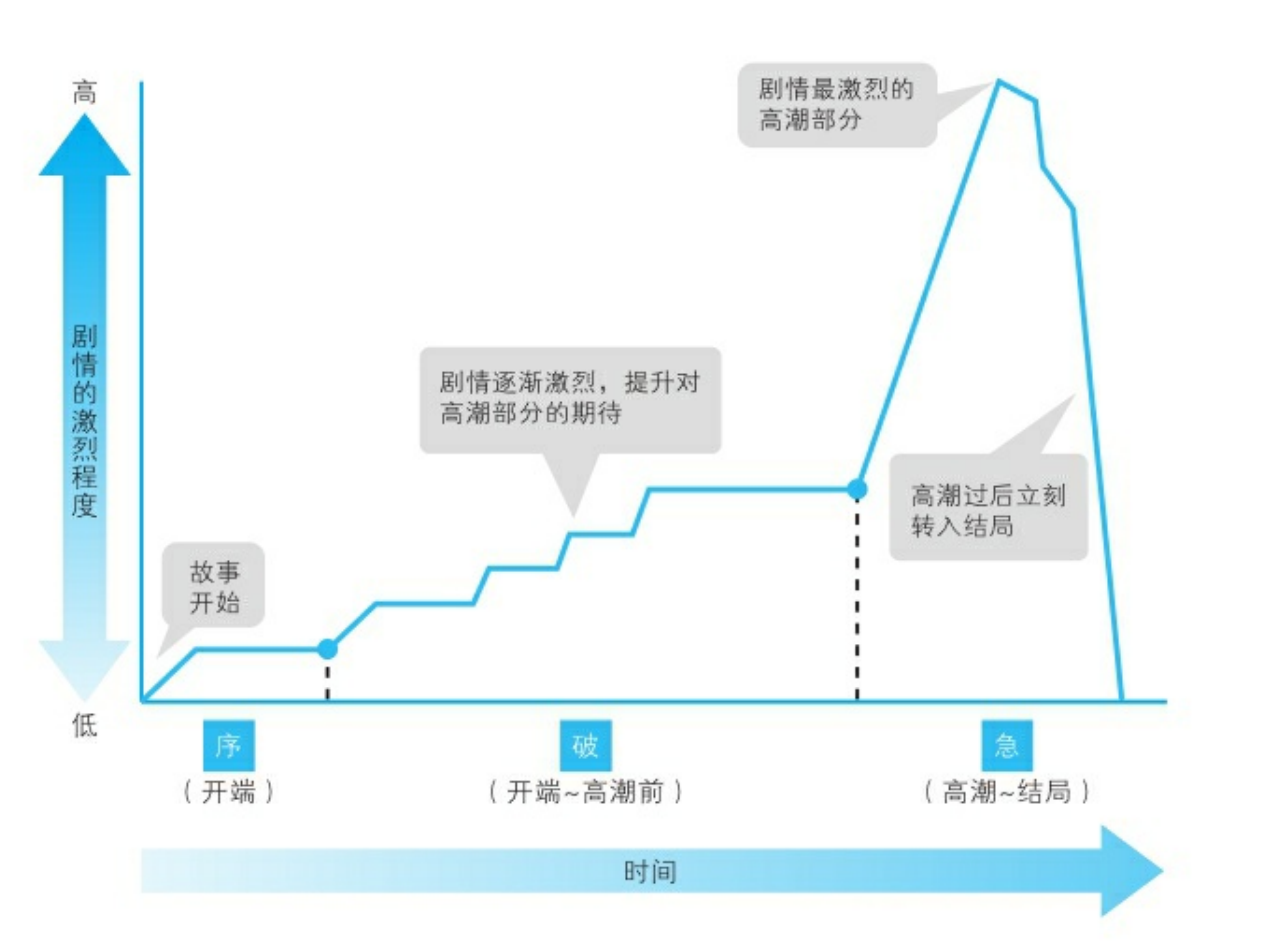 高
剧情的激烈程度
低
剧情最激烈的
高潮部分
剧情逐渐激烈，提升对
高潮部分的期待
高潮过后立刻
转入结局
故事
开始
序
（开端）
破
（开端~高潮前）
急
（高潮~结局）
时间